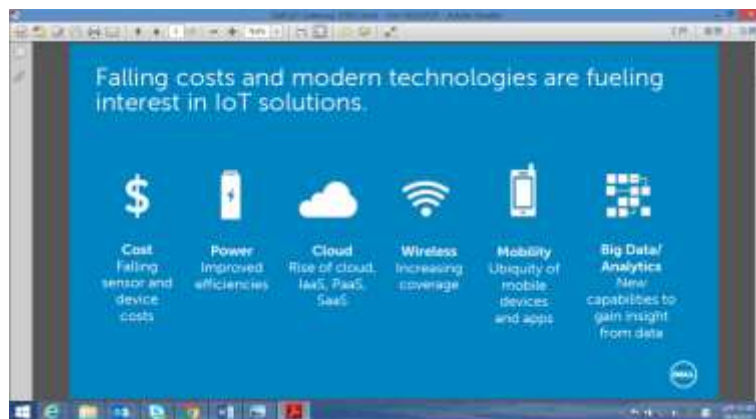 Falling costs and modern technologies are fueling
interest in IoT solutions.
$
Cost
Falling
sensor and
device
costs
Power
Improved
efficiencies
Cloud
Rise of cloud,
IaaS, PaaS,
SaaS
Wireless
Increasing
coverage
Mobility
Ubiquity of
mobile
devices
and apps
Big Data/
Analytics
New
capabilities to
gain insight
from data
DELL